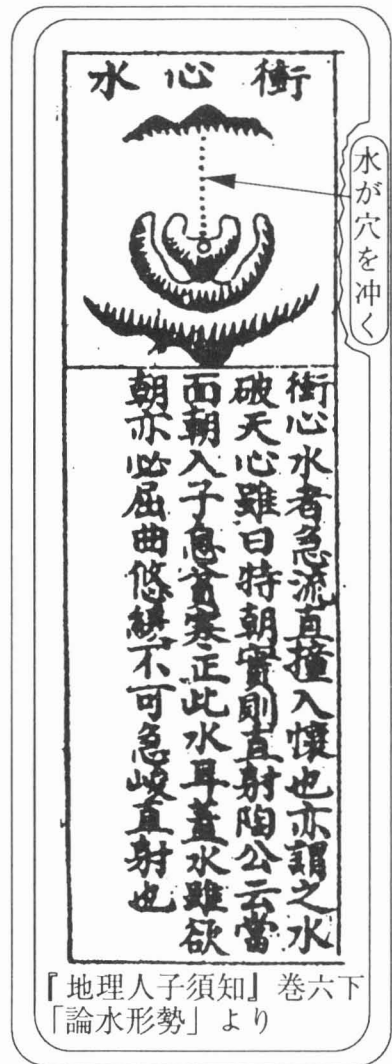 衝心水
水が穴を冲く
衝心水者急流直撞入懷也亦謂之水
破天心雖曰特朝實則直射陶公云當
面朝入子息貧寒正此水耳蓋水雖欲
朝亦必屈曲悠緩不可急峻直射也
『地理人子須知』巻六下
「論水形勢」より